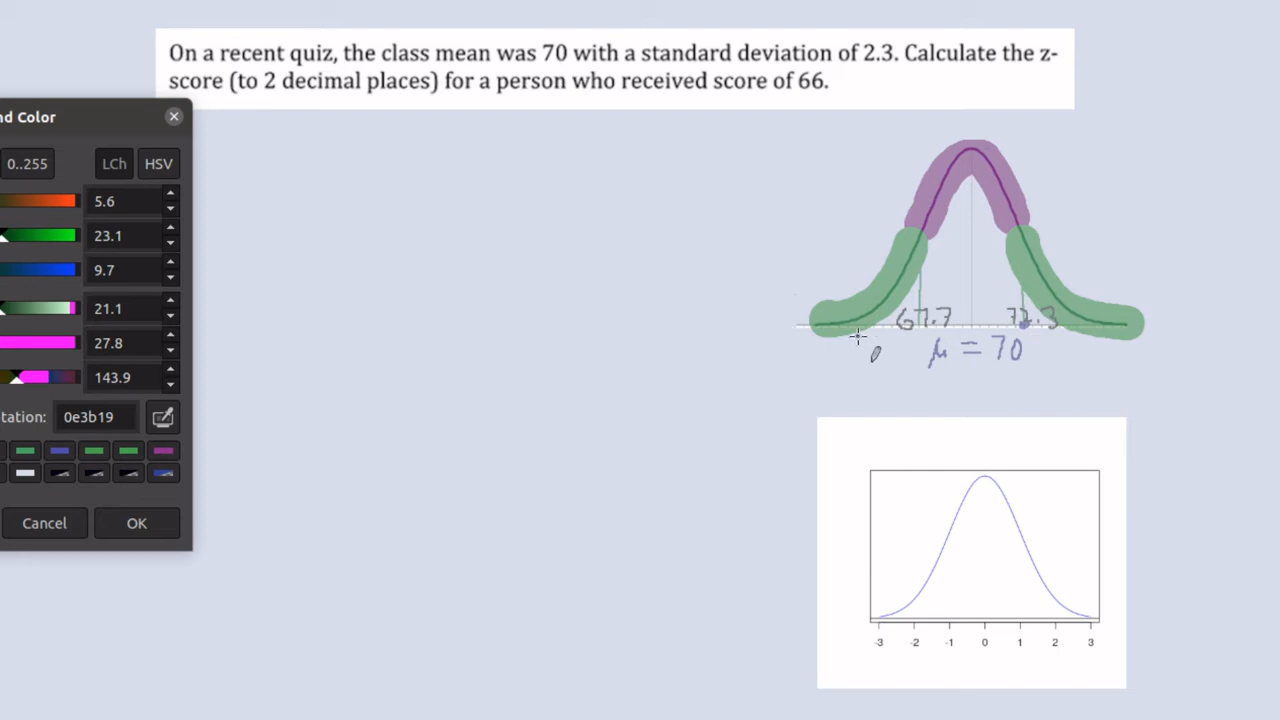 On a recent quiz, the class mean was 70 with a standard deviation of 2.3. Calculate the z-
score (to 2 decimal places) for a person who received score of 66.
nd Color
0..255
LCh
HSV
5.6
23.1
9.7
21.1
27.8
143.9
tation:
0e3b19
Cancel
OK
67.7
72.3
μ = 70
-3 -2 -1 0 1 2 3